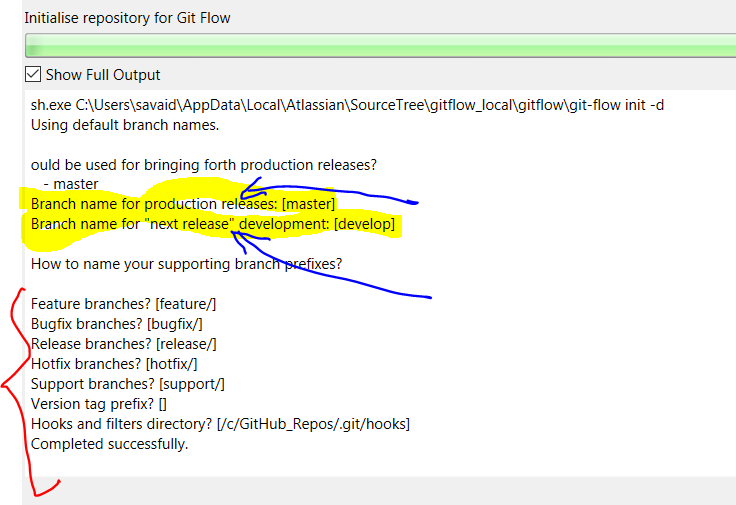 Initialise repository for Git Flow
Show Full Output
sh.exe C:\Users\savaid\AppData\Local\Atlassian\SourceTree\gitflow_local\gitflow\git-flow init -d
Using default branch names.
ould be used for bringing forth production releases?
- master
Branch name for production releases: [master]
Branch name for "next release" development: [develop]
How to name your supporting branch prefixes?
Feature branches? [feature/]
Bugfix branches? [bugfix/]
Release branches? [release/]
Hotfix branches? [hotfix/]
Support branches? [support/]
Version tag prefix? []
Hooks and filters directory? [/c/GitHub_Repos/.git/hooks]
Completed successfully.